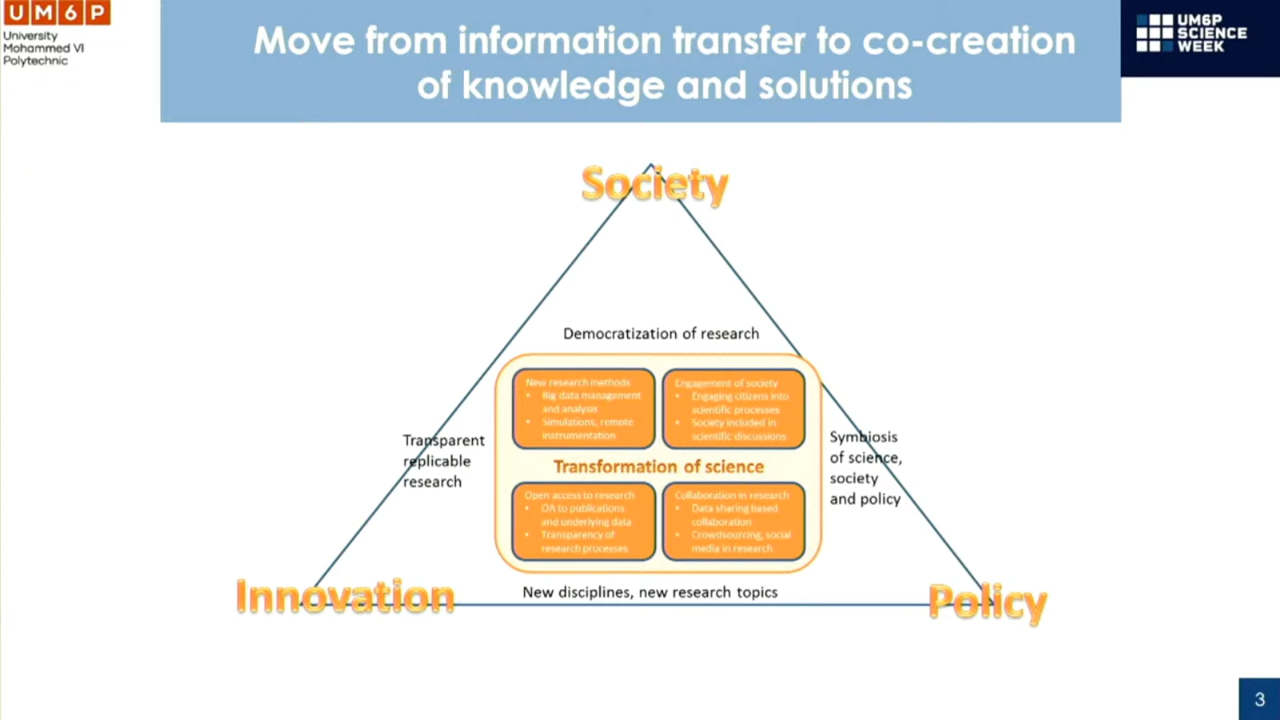 UM6P
University
Mohammed VI
Polytechnic
Move from information transfer to co-creation
of knowledge and solutions
UM6P
SCIENCE
WEEK
Society
Democratization of research
New research methods
• Big data management
and analysis
• Simulations, remote
instrumentation
Engagement of society
• Engaging citizens into
scientific processes
• Society included in
scientific discussions
Transparent
replicable
research
Transformation of science
Symbiosis
of science,
society
and policy
Open access to research
• OA to publications
and underlying data
• Transparency of
research processes
Collaboration in research
• Data sharing based
collaboration
• Crowdsourcing, social
media in research
Innovation
New disciplines, new research topics
Policy
3